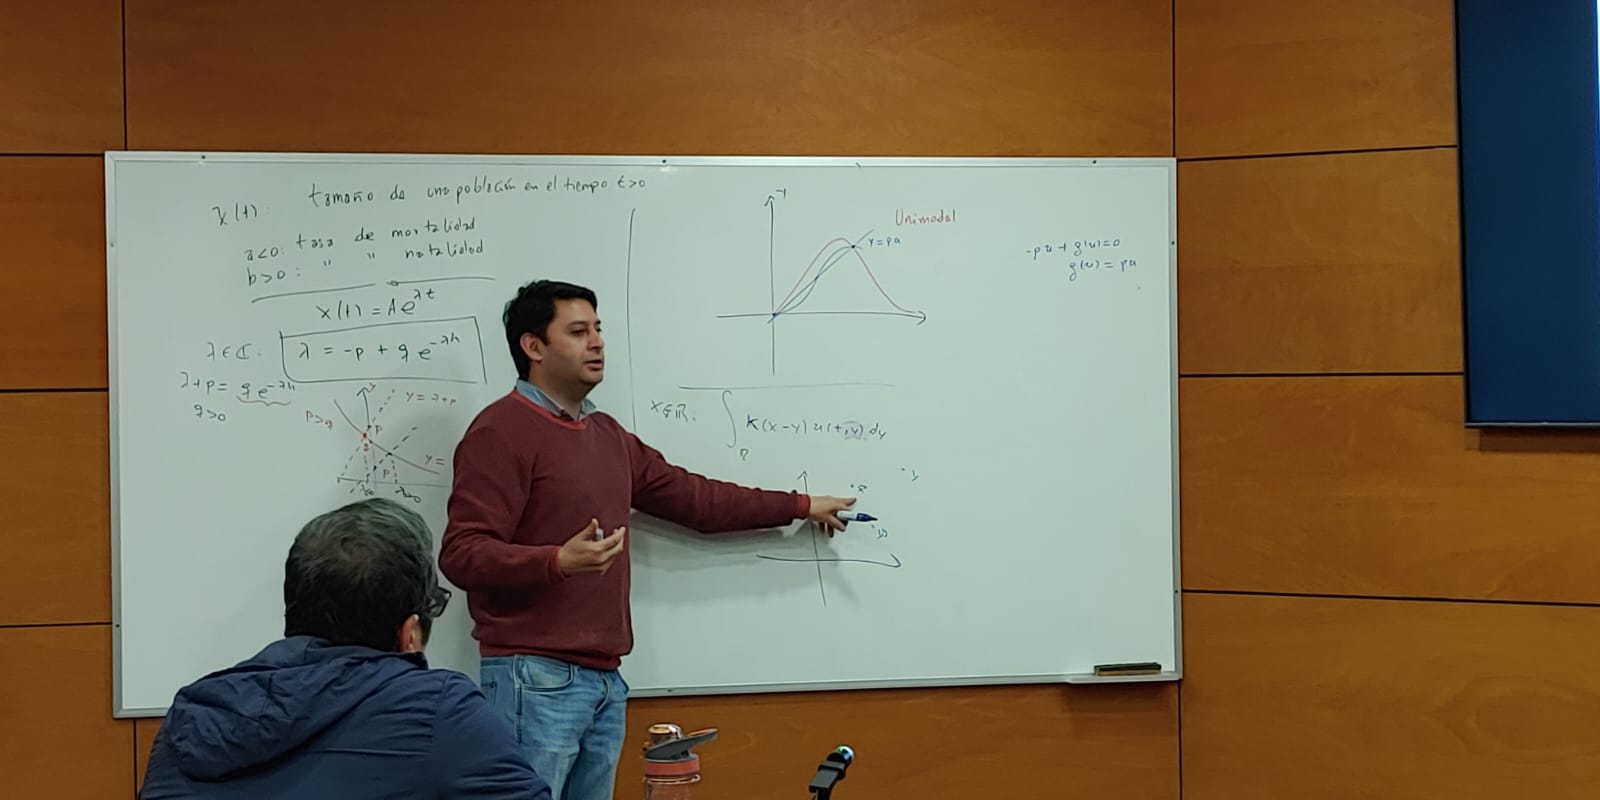 x(t): tamaño de una población en el tiempo t>0
a<0: tasa de mortalidad
b>0: " " natalidad
x(t) = Ae^{λt}
λ∈ℂ: λ = -p + q e^{-λh}
λ+p = q e^{-λh}
q>0
p>q
y = λ+p
y =
p
p
Unimodal
y=pu
-pu + g(u)=0
g(u) = pu
x∈ℝ: ∫_ℝ K(x-y) u(t,y) dy